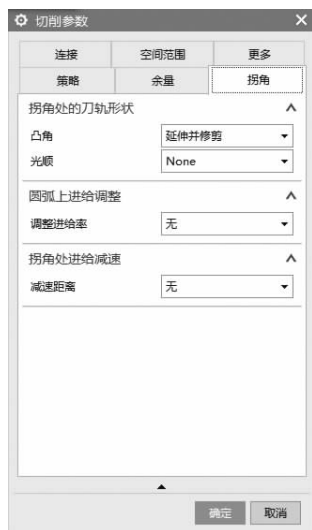 切削参数
连接 空间范围 更多
策略 余量 拐角
拐角处的刀轨形状
凸角 延伸并修剪
光顺 None
圆弧上进给调整
调整进给率 无
拐角处进给减速
减速距离 无
确定 取消